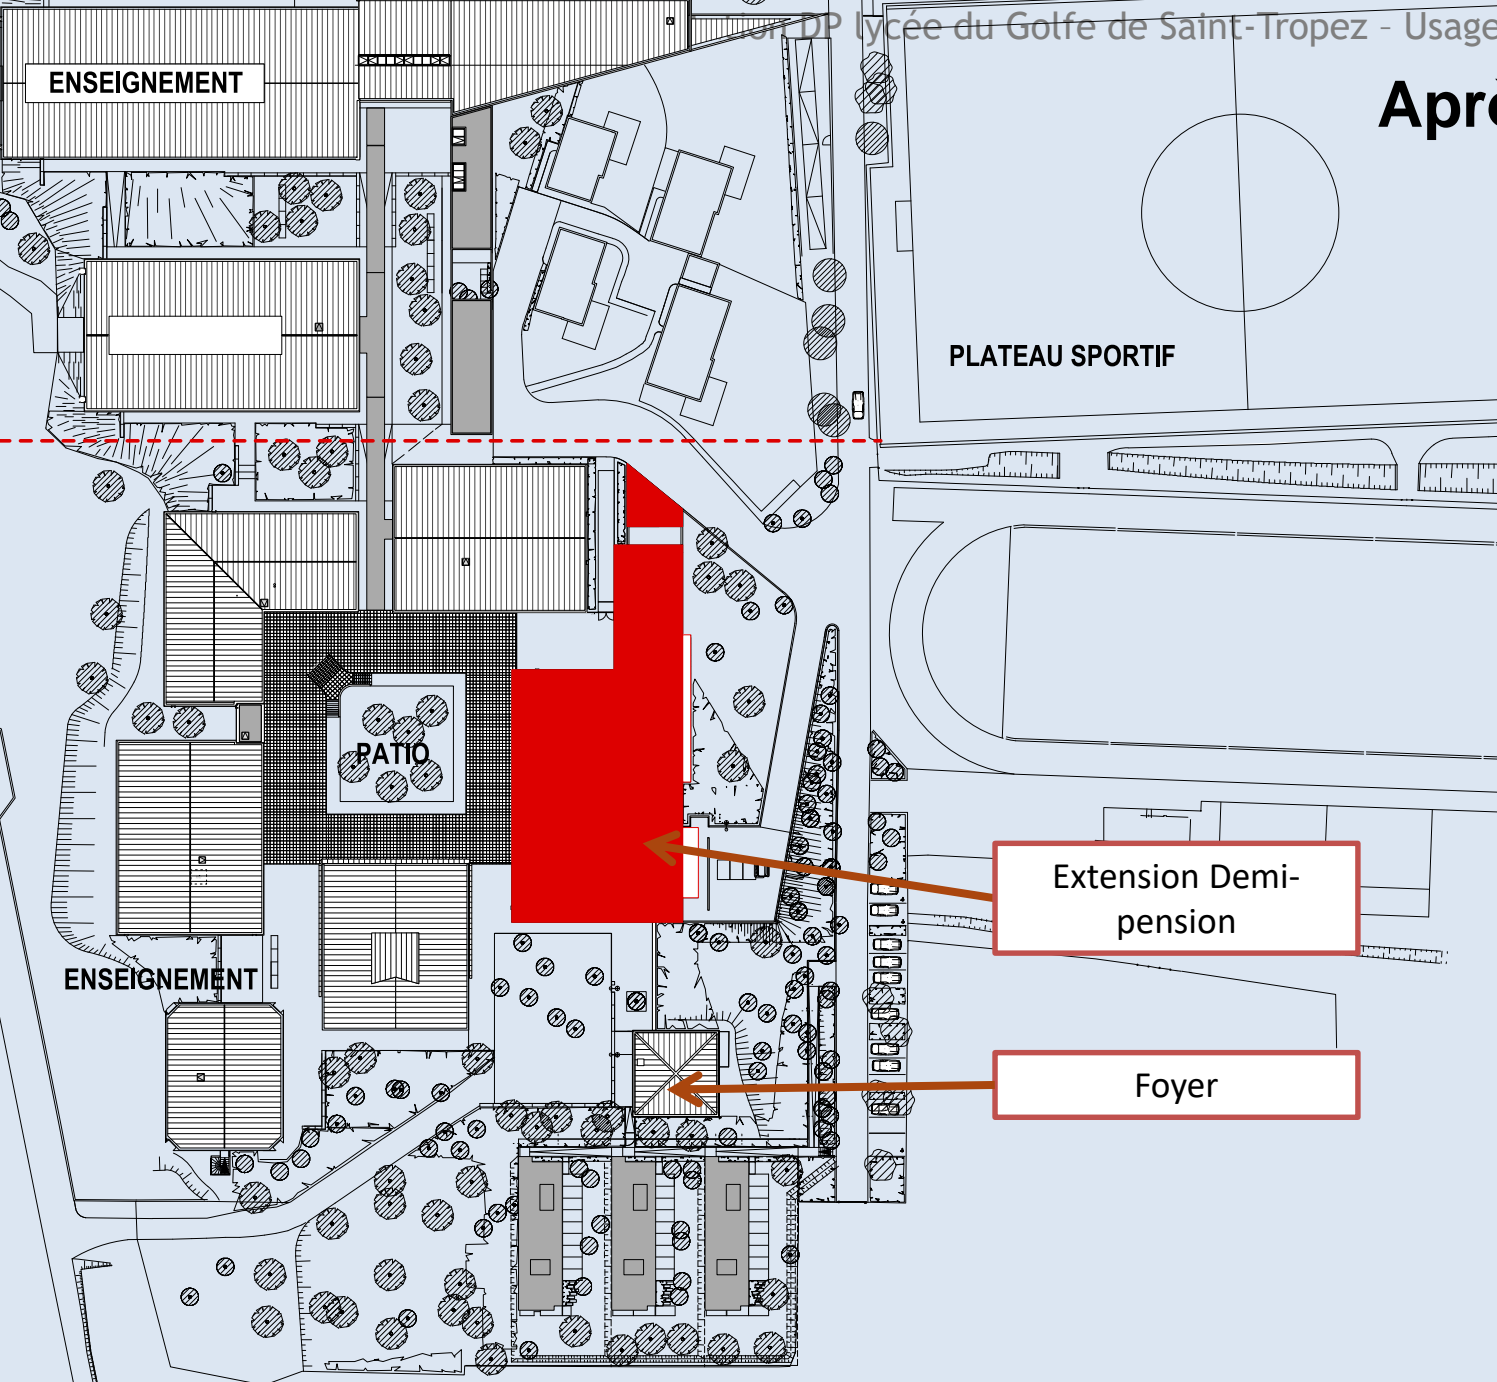 DP lycée du Golfe de Saint-Tropez - Usage
Apr
ENSEIGNEMENT
PLATEAU SPORTIF
PATIO
Extension Demi-
pension
ENSEIGNEMENT
Foyer